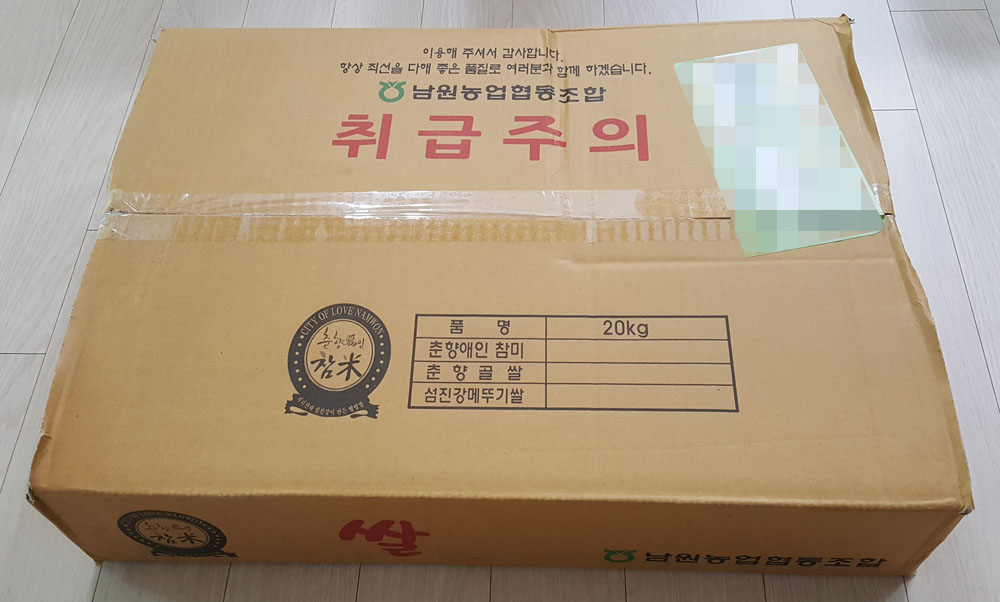 이용해 주셔서 감사합니다.
항상 최선을 다해 좋은 품질로 여러분과 함께 하겠습니다.
남원농업협동조합
취급주의
CITY OF LOVE NAMWON
춘향애인
참米
품 명 20kg
춘향애인 참미
춘 향 골 쌀
섬진강메뚜기쌀
참米
쌀
남원농업협동조합